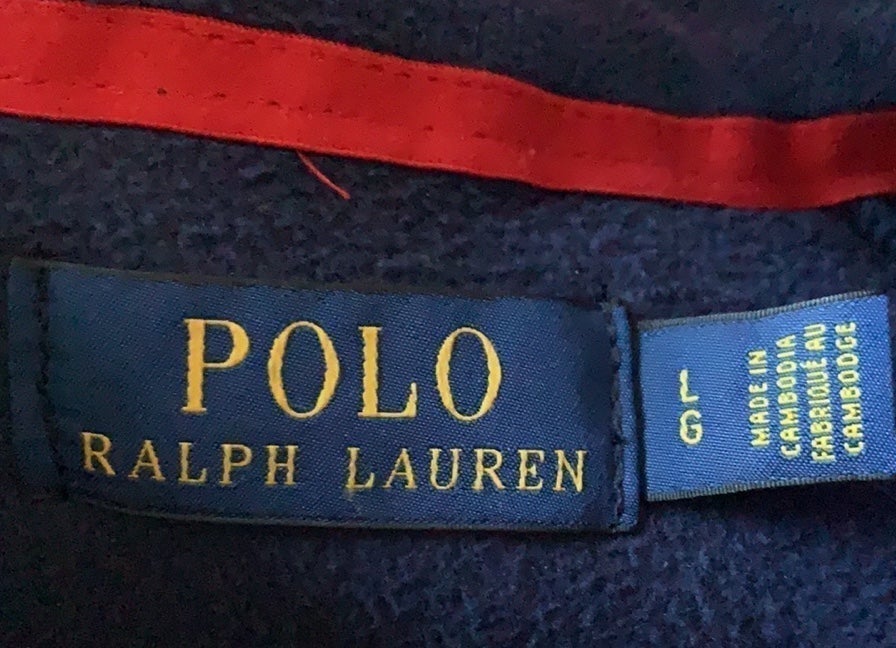 POLO
RALPH LAUREN
L
G
MADE IN
CAMBODIA
FABRIQUÉ AU
CAMBODGE